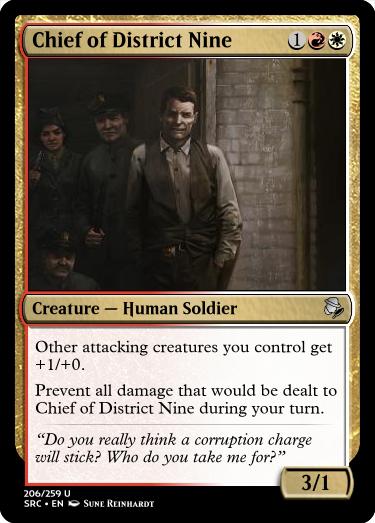 Chief of District Nine 1
Creature — Human Soldier
Other attacking creatures you control get
+1/+0.
Prevent all damage that would be dealt to
Chief of District Nine during your turn.
“Do you really think a corruption charge
will stick? Who do you take me for?”
3/1
206/259 U
SRC • EN Sune Reinhardt